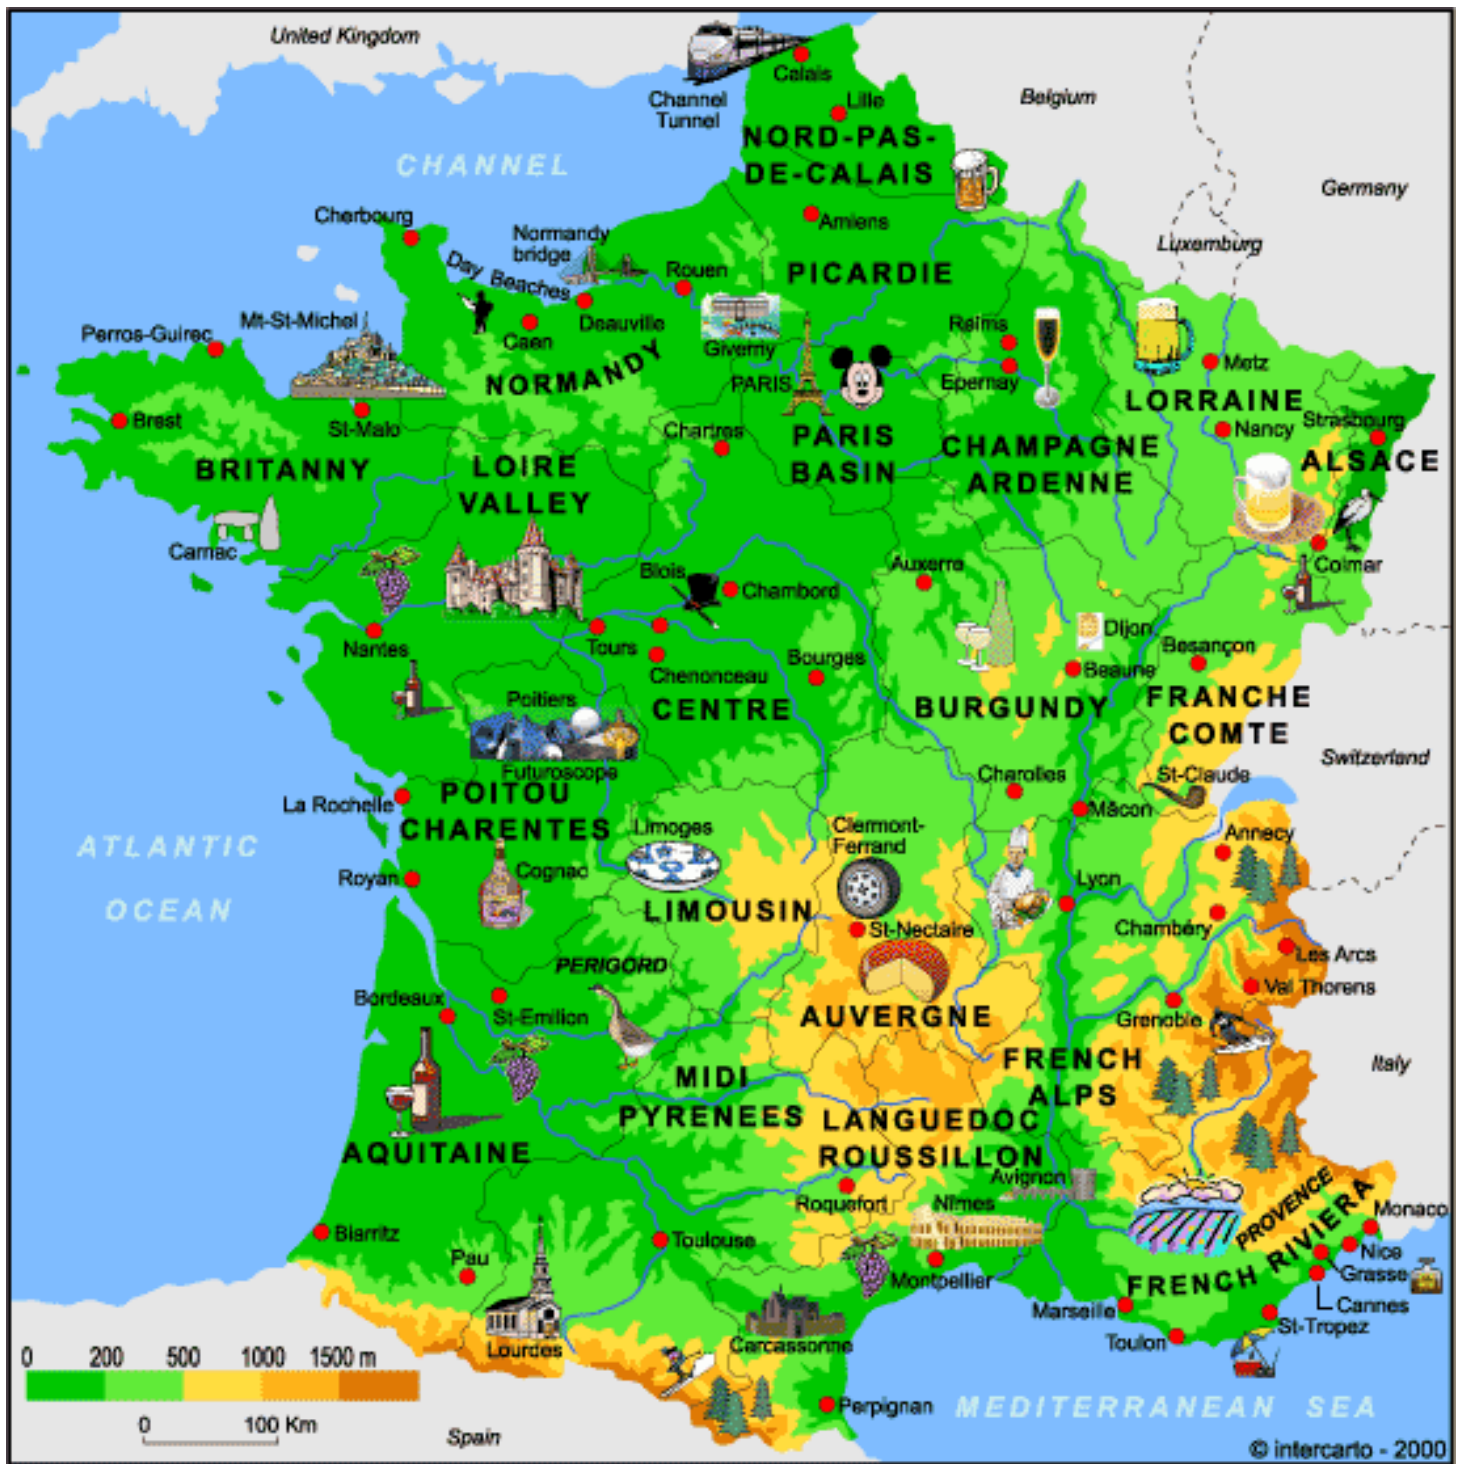 United Kingdom
Calais
Channel
Tunnel
Belgium
Lille
NORD-PAS-
DE-CALAIS
CHANNEL
Germany
Cherbourg
Amiens
Normandy
bridge
Luxemburg
Day Beaches
Rouen
PICARDIE
Perros-Guirec
Mt-St-Michel
Deauville
Caen
Giverny
Reims
Epernay
Metz
NORMANDY
PARIS
LORRAINE
Brest
St-Malo
Chartres
PARIS
BASIN
CHAMPAGNE
ARDENNE
Nancy
Strasbourg
ALSACE
BRITANNY
LOIRE
VALLEY
Carnac
Auxerre
Colmar
Blois
Chambord
Nantes
Tours
Chenonceau
Bourges
Dijon
Beaune
Besançon
Poitiers
CENTRE
BURGUNDY
FRANCHE
COMTE
Futuroscope
Switzerland
La Rochelle
POITOU
CHARENTES
Charolles
St-Claude
Mâcon
Limoges
Clermont-
Ferrand
Annecy
ATLANTIC
OCEAN
Royan
Cognac
Lyon
LIMOUSIN
St-Nectaire
Chambéry
PERIGORD
Les Arcs
Bordeaux
St-Emilion
Val Thorens
AUVERGNE
Grenoble
FRENCH
ALPS
Italy
MIDI
PYRENEES
LANGUEDOC
ROUSSILLON
AQUITAINE
Avignon
Roquefort
Nîmes
PROVENCE
Monaco
Biarritz
Toulouse
FRENCH RIVIERA
Nice
Pau
Montpellier
Grasse
Marseille
Cannes
St-Tropez
Toulon
Lourdes
Carcassonne
0 200 500 1000 1500 m
Perpignan
MEDITERRANEAN SEA
0 100 Km
Spain
© intercarto - 2000